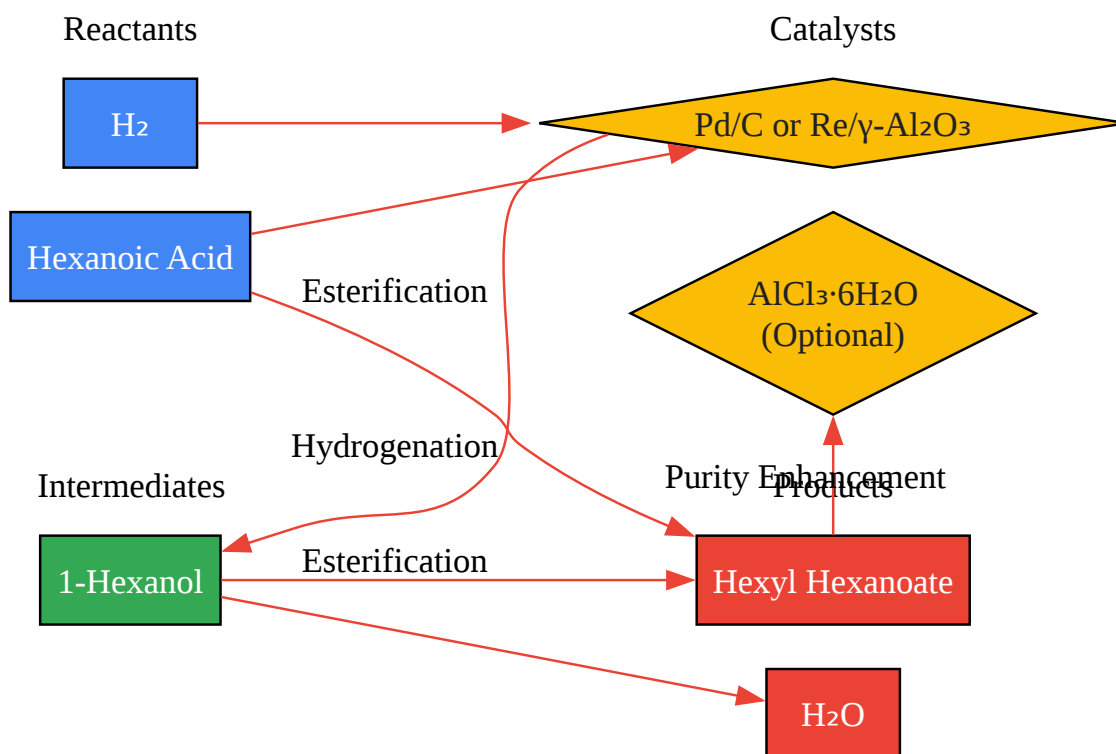 Reactants
Catalysts
H₂
Pd/C or Re/γ-Al₂O₃
Hexanoic Acid
Esterification
AlCl₃·6H₂O
(Optional)
Hydrogenation
Purity Enhancement
Intermediates
Products
1-Hexanol
Esterification
Hexyl Hexanoate
H₂O